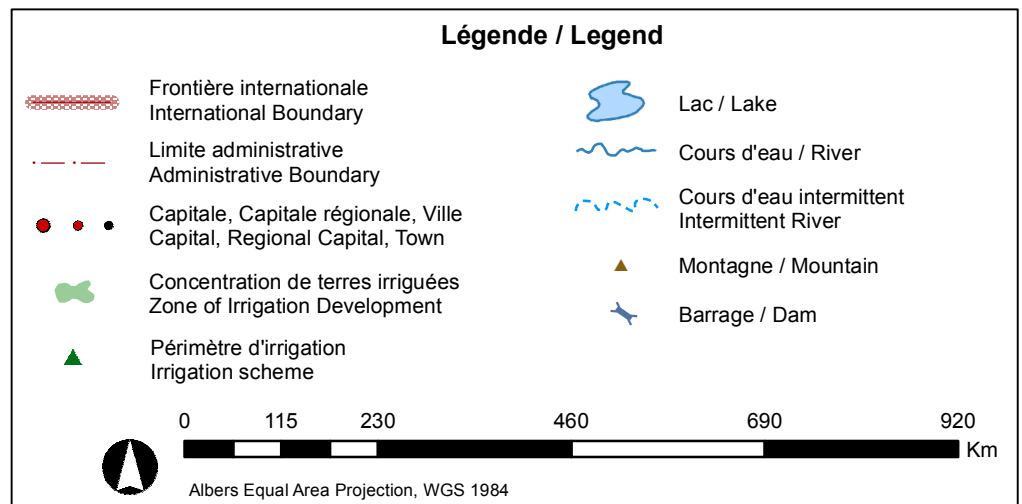 Légende / Legend
Frontière internationale
International Boundary
Limite administrative
Administrative Boundary
Capitale, Capitale régionale, Ville
Capital, Regional Capital, Town
Concentration de terres irriguées
Zone of Irrigation Development
Périmètre d'irrigation
Irrigation scheme
Lac / Lake
Cours d'eau / River
Cours d'eau intermittent
Intermittent River
Montagne / Mountain
Barrage / Dam
0 115 230 460 690 920
Km
Albers Equal Area Projection, WGS 1984